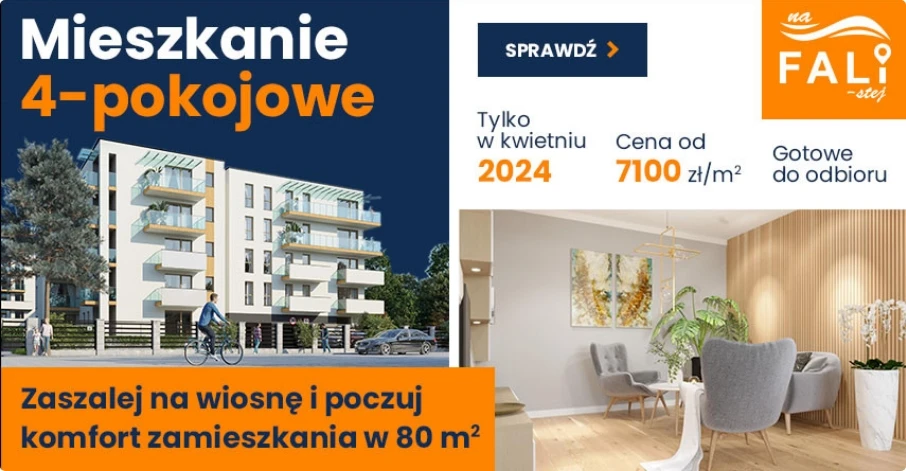 Mieszkanie
4-pokojowe
SPRAWDŹ
na
FALi
-stej
Tylko
w kwietniu
2024
Cena od
7100 zł/m²
Gotowe
do odbioru
Zaszalej na wiosnę i poczuj
komfort zamieszkania w 80 m²